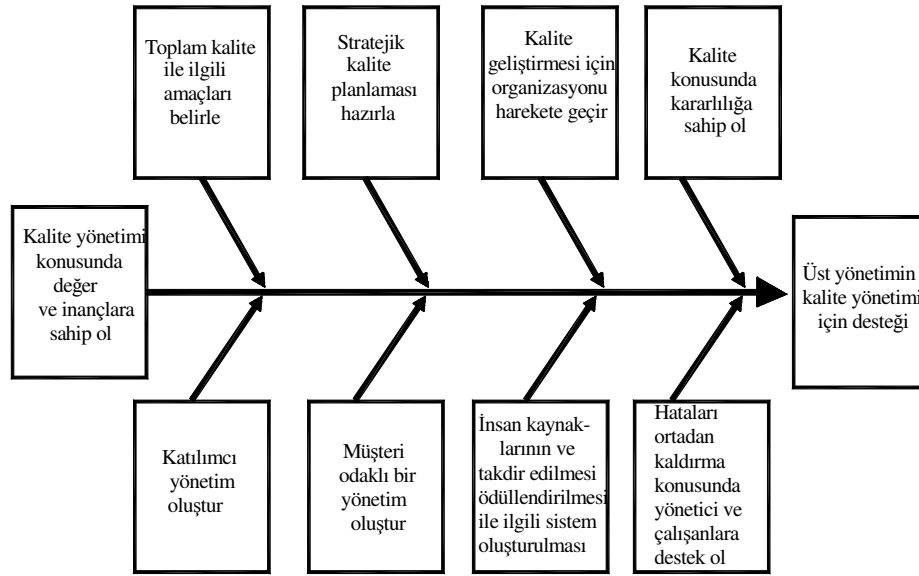 Toplam kalite
ile ilgili
amaçları
belirle
Stratejik
kalite
planlaması
hazırla
Kalite
geliştirmesi için
organizasyonu
harekete geçir
Kalite
konusunda
kararlılığa
sahip ol
Kalite yönetimi
konusunda
değer
ve inançlara
sahip ol
Üst yönetimin
kalite yönetimi
için desteği
Katılımcı
yönetim
oluştur
Müşteri
odaklı bir
yönetim
oluştur
İnsan kaynak-
larının ve
takdir edilmesi
ödüllendirilmesi
ile ilgili sistem
oluşturulması
Hataları
ortadan
kaldırma
konusunda
yönetici ve
çalışanlara
destek ol